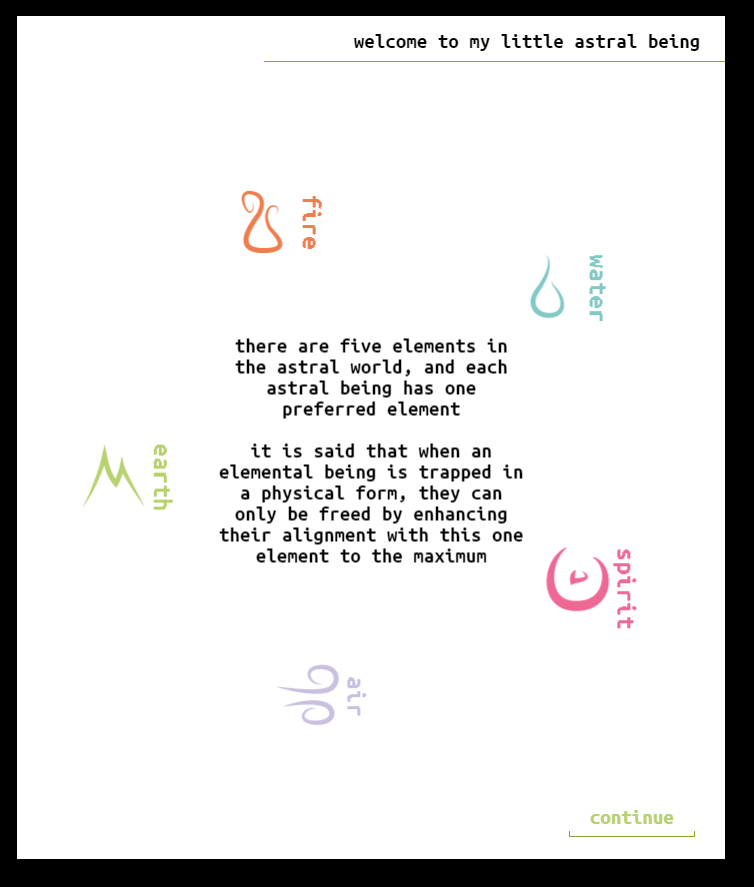 welcome to my little astral being
fire
water
there are five elements in
the astral world, and each
astral being has one
preferred element
it is said that when an
elemental being is trapped in
a physical form, they can
only be freed by enhancing
their alignment with this one
element to the maximum
earth
spirit
air
continue